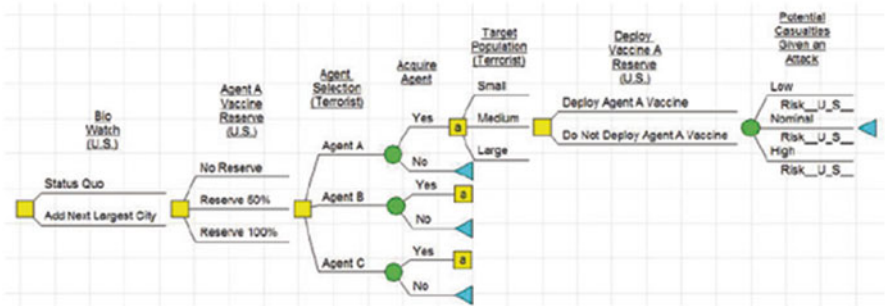 Bio
Watch
(U.S.)
Status Quo
Add Next Largest City
Agent A
Vaccine
Reserve
(U.S.)
No Reserve
Reserve 50%
Reserve 100%
Agent
Selection
(Terrorist)
Agent A
Agent B
Agent C
Acquire
Agent
Yes
No
Yes
No
Yes
No
Target
Population
(Terrorist)
a
a
a
Small
Medium
Large
Deploy
Vaccine A
Reserve
(U.S.)
Deploy Agent A Vaccine
Do Not Deploy Agent A Vaccine
Potential
Casualties
Given an
Attack
Low
Risk__U_S__
Nominal
Risk__U_S__
High
Risk__U_S__